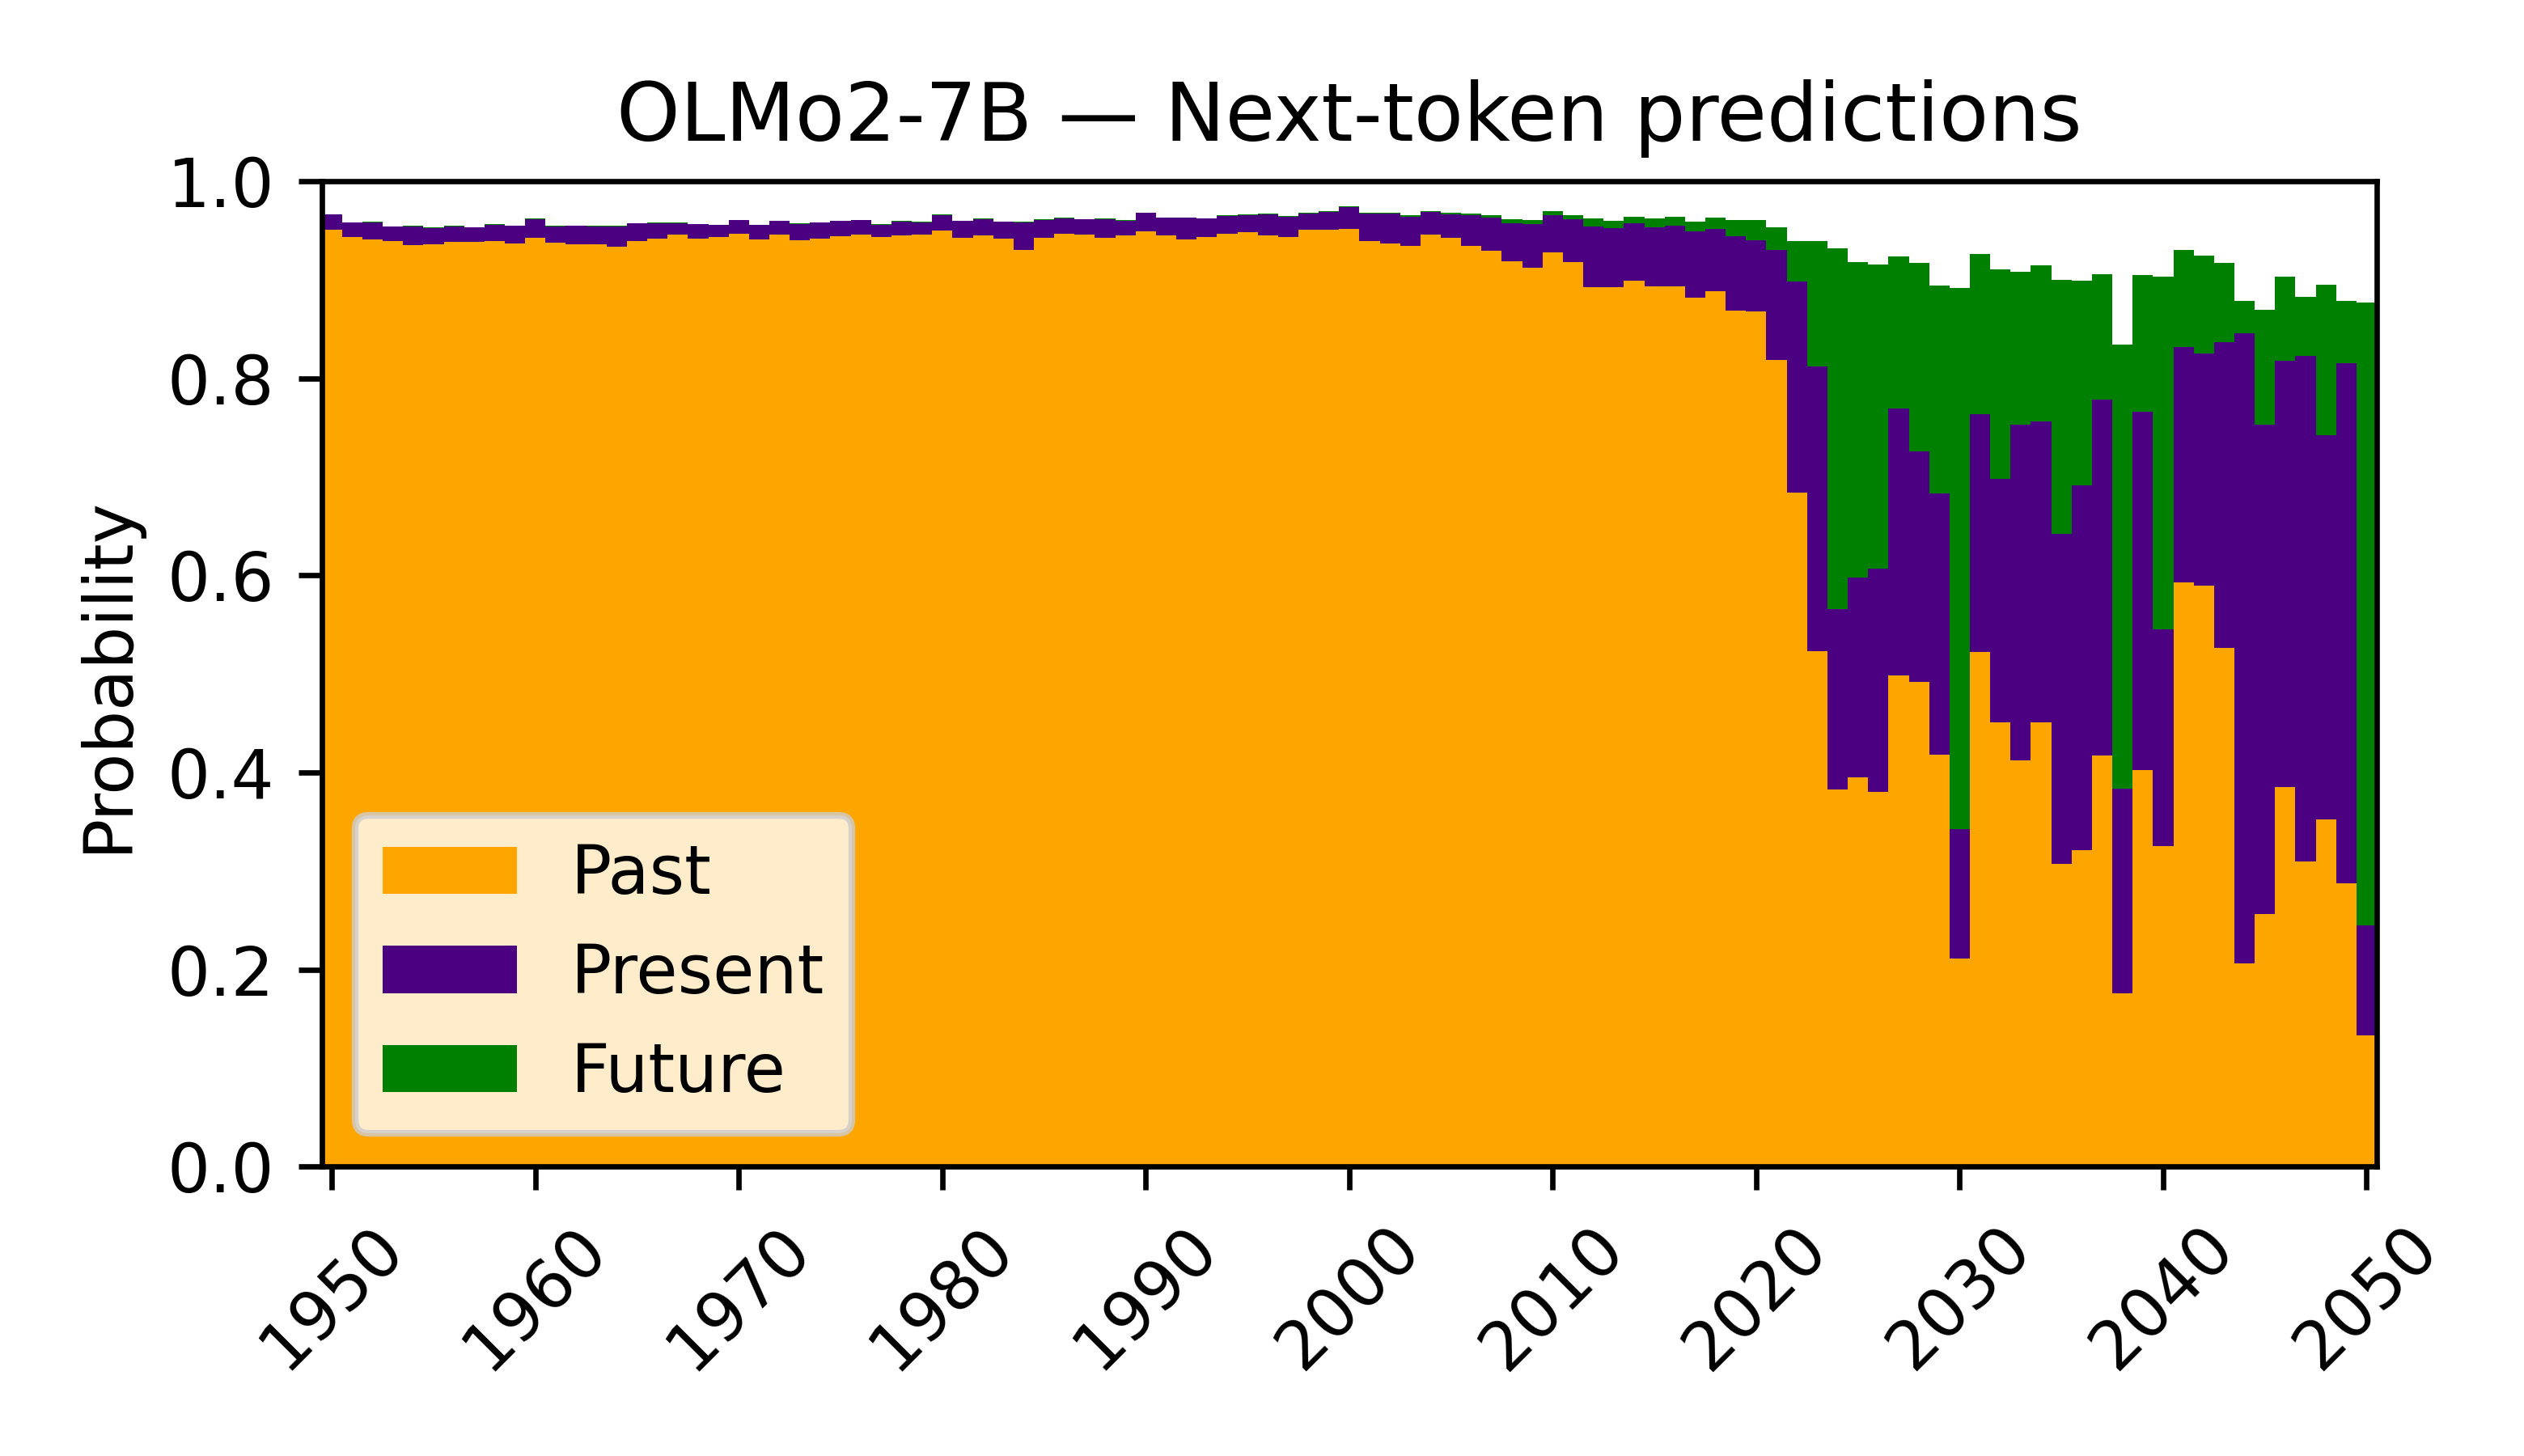 OLMo2-7B — Next-token predictions
Probability
1.0
0.8
0.6
0.4
0.2
0.0
Past
Present
Future
1950 1960 1970 1980 1990 2000 2010 2020 2030 2040 2050